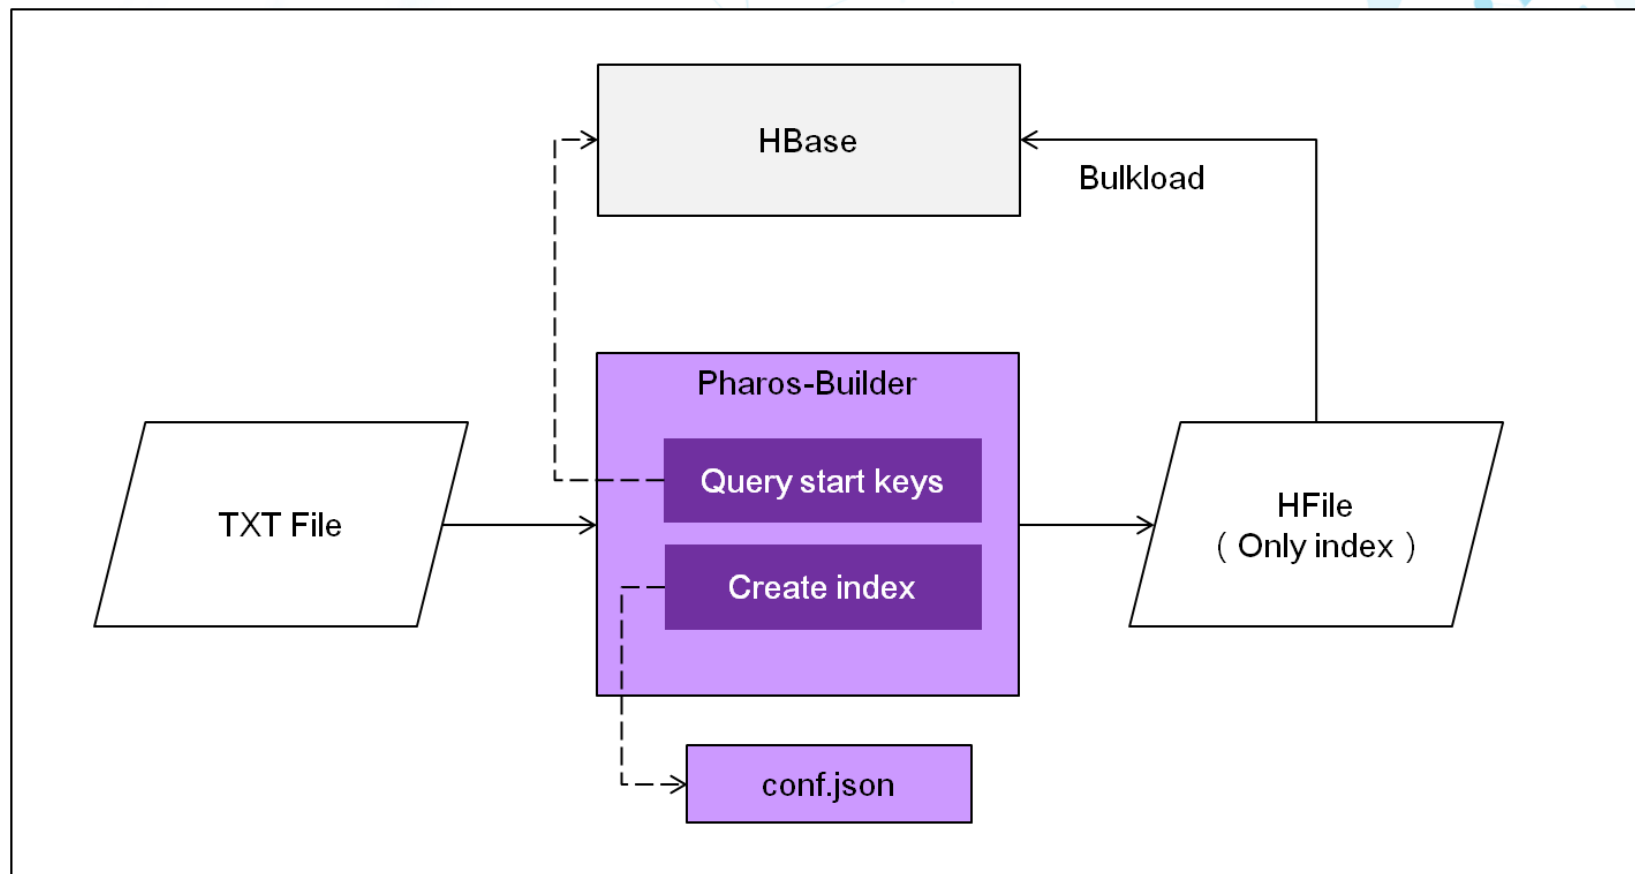 HBase
Bulkload
Pharos-Builder
Query start keys
TXT File
HFile
( Only index )
Create index
conf.json